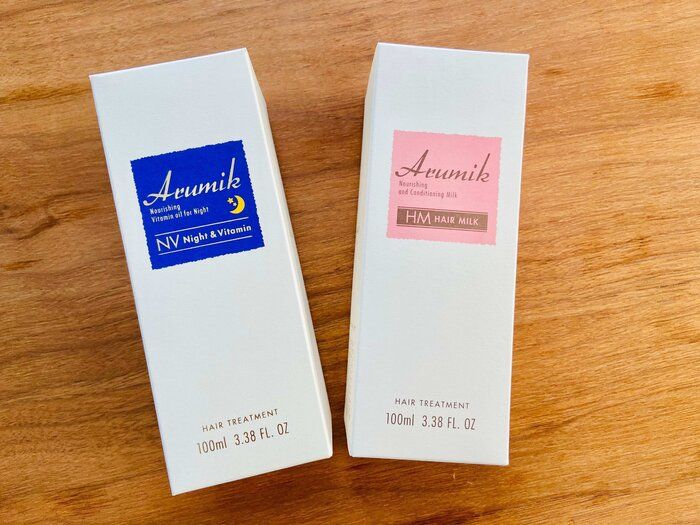 Arumik
Nourishing
Vitamin oil for Night
NV Night & Vitamin
HAIR TREATMENT
100ml 3.38 FL. OZ
Arumik
Nourishing
and Conditioning Milk
HM HAIR MILK
HAIR TREATMENT
100ml 3.38 FL. OZ